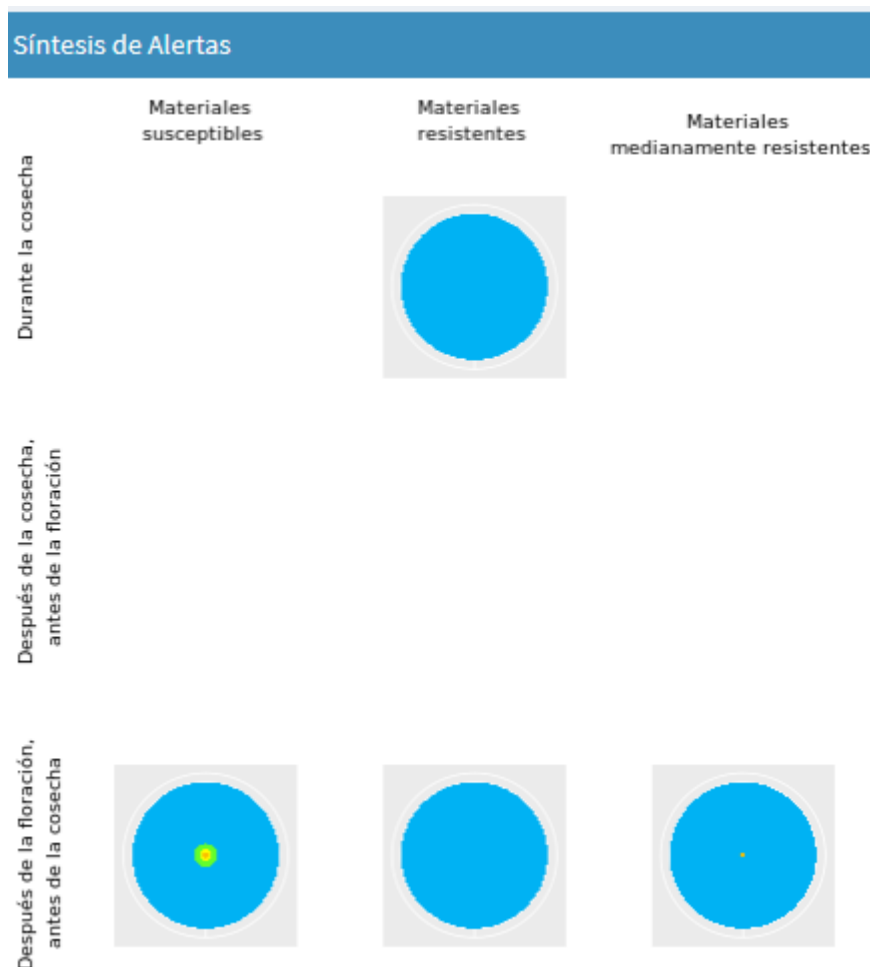 Síntesis de Alertas
Materiales
susceptibles
Materiales
resistentes
Materiales
medianamente resistentes
Durante la cosecha
Después de la cosecha,
antes de la floración
Después de la floración,
antes de la cosecha